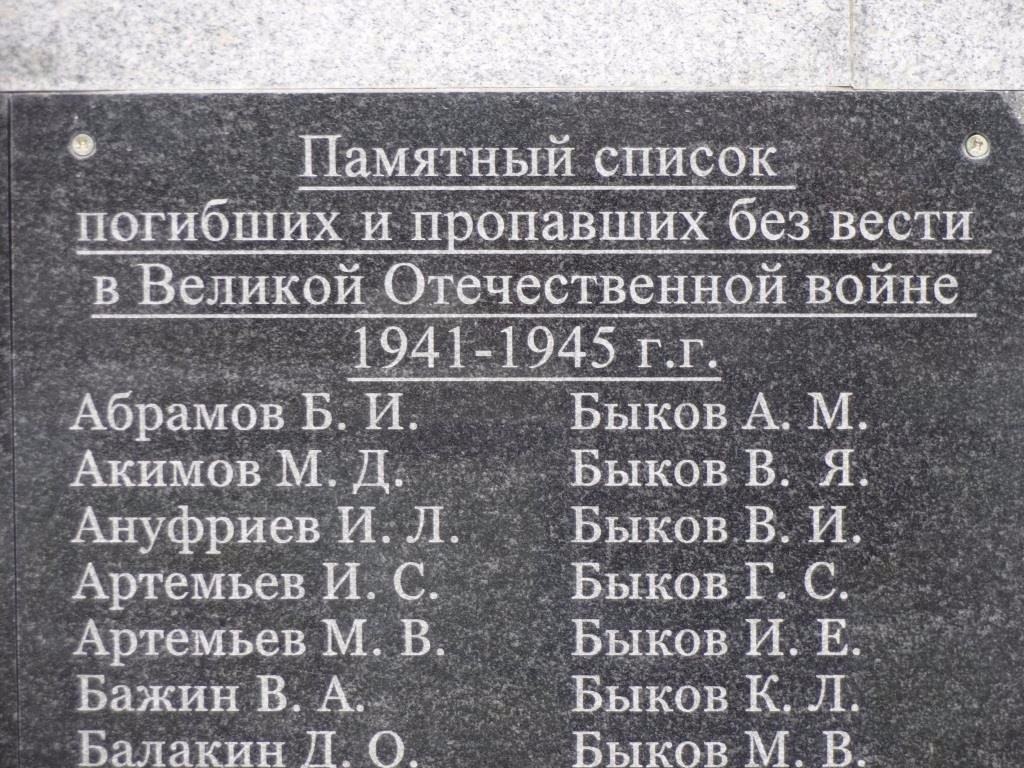 Памятный список
погибших и пропавших без вести
в Великой Отечественной войне
1941-1945 г.г.
Абрамов Б. И.
Акимов М. Д.
Ануфриев И. Л.
Артемьев И. С.
Артемьев М. В.
Бажин В. А.
Балакин Д. О.
Быков А. М.
Быков В. Я.
Быков В. И.
Быков Г. С.
Быков И. Е.
Быков К. Л.
Быков М. В.